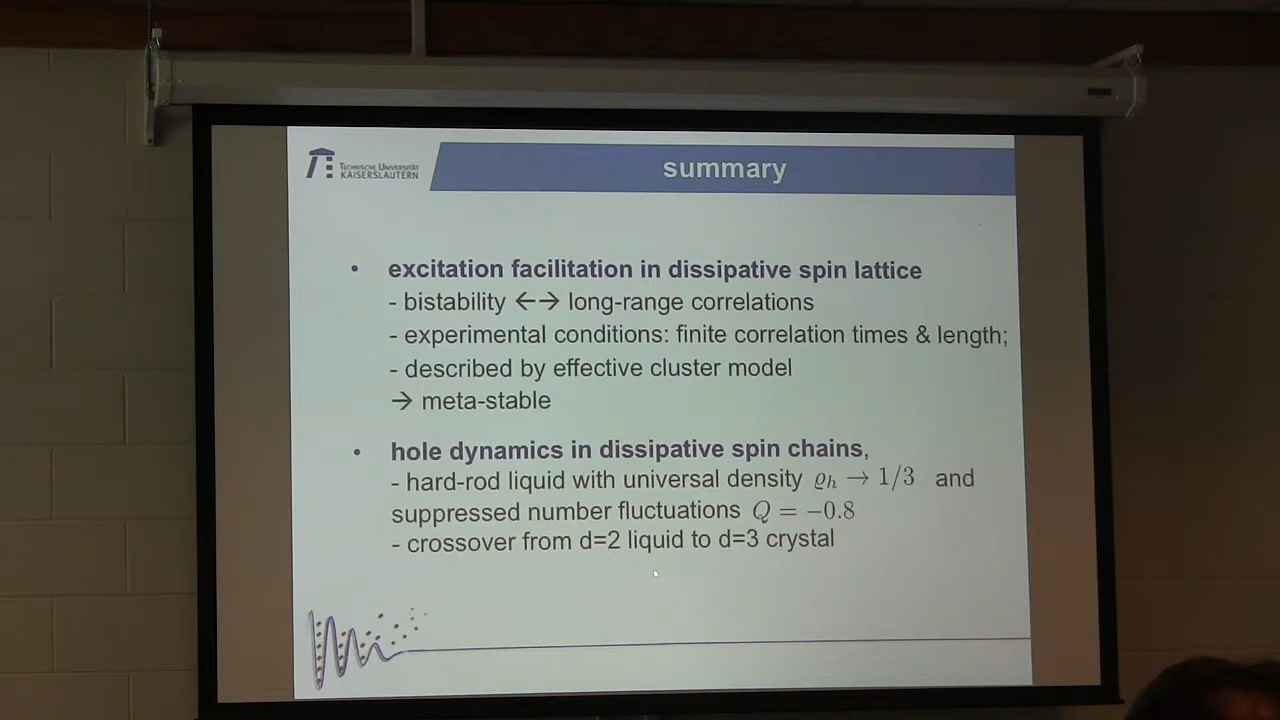 TECHNISCHE UNIVERSITÄT
KAISERSLAUTERN
summary
• excitation facilitation in dissipative spin lattice
- bistability ←→ long-range correlations
- experimental conditions: finite correlation times & length;
- described by effective cluster model
→ meta-stable
• hole dynamics in dissipative spin chains,
- hard-rod liquid with universal density ϱh → 1/3 and
suppressed number fluctuations Q = −0.8
- crossover from d=2 liquid to d=3 crystal